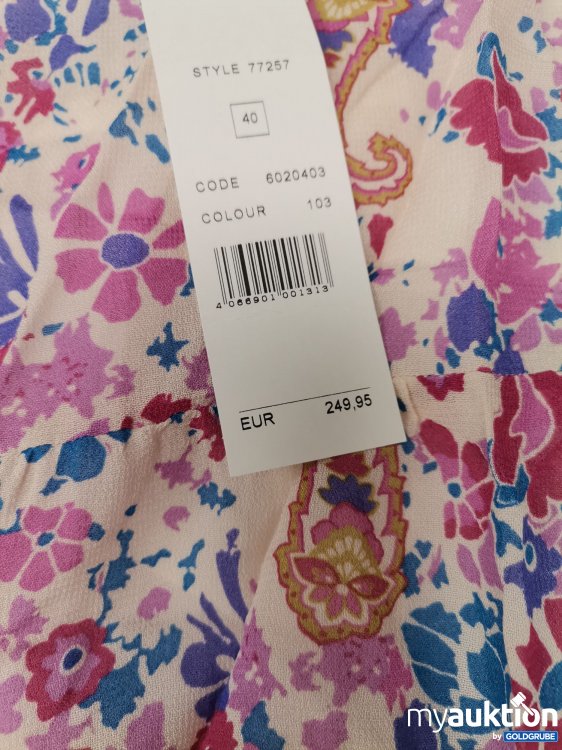 STYLE 77257
40
CODE 6020403
COLOUR 103
4 066901 001313
EUR 249,95
myauktion
by GOLDGRUBE